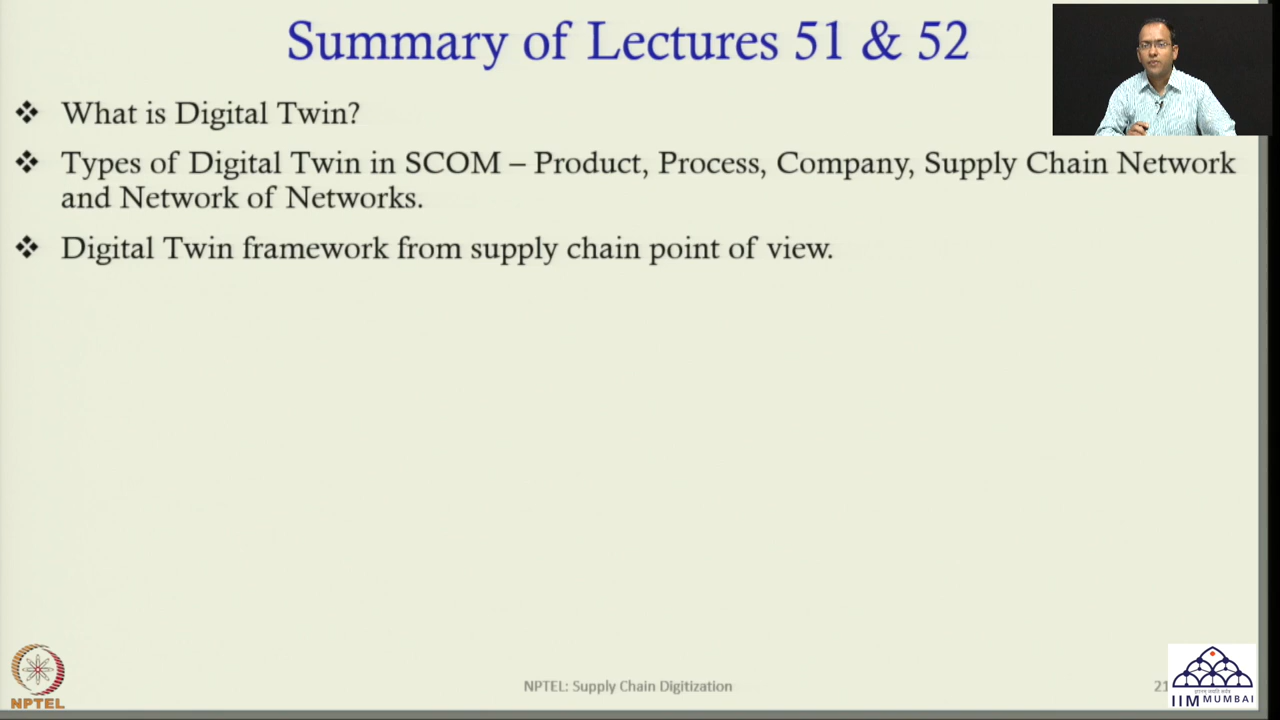 Summary of Lectures 51 & 52
❖ What is Digital Twin?
❖ Types of Digital Twin in SCOM – Product, Process, Company, Supply Chain Network
and Network of Networks.
❖ Digital Twin framework from supply chain point of view.
NPTEL
NPTEL: Supply Chain Digitization
21
IIM MUMBAI